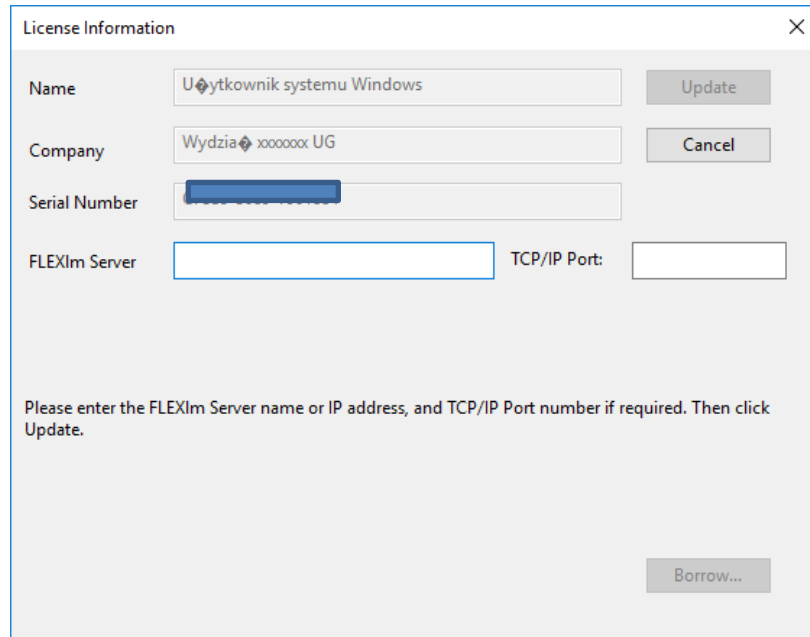 License Information
Name U�ytkownik systemu Windows Update
Company Wydzia� xxxxxxx UG Cancel
Serial Number
FLEXlm Server TCP/IP Port:
Please enter the FLEXlm Server name or IP address, and TCP/IP Port number if required. Then click
Update.
Borrow...